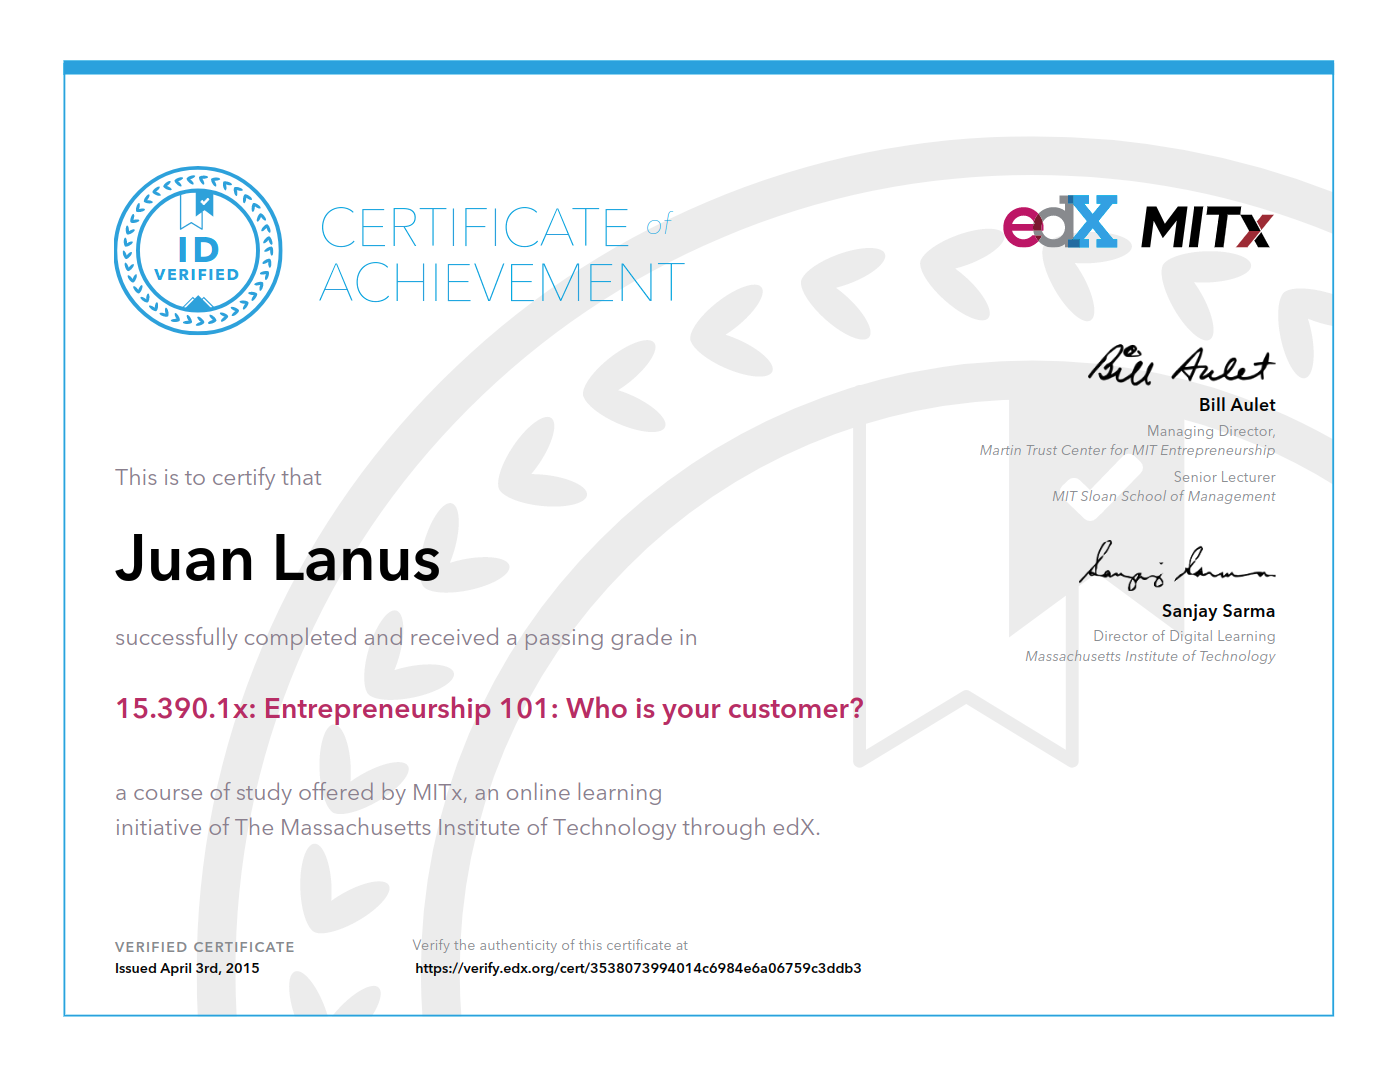 ID
VERIFIED
CERTIFICATE of
ACHIEVEMENT
edX MITx
Bill Aulet
Bill Aulet
Managing Director,
Martin Trust Center for MIT Entrepreneurship
Senior Lecturer
MIT Sloan School of Management
This is to certify that
Juan Lanus
successfully completed and received a passing grade in
15.390.1x: Entrepreneurship 101: Who is your customer?
a course of study offered by MITx, an online learning
initiative of The Massachusetts Institute of Technology through edX.
Sanjay Sarma
Sanjay Sarma
Director of Digital Learning
Massachusetts Institute of Technology
VERIFIED CERTIFICATE
Issued April 3rd, 2015
Verify the authenticity of this certificate at
https://verify.edx.org/cert/3538073994014c6984e6a06759c3ddb3